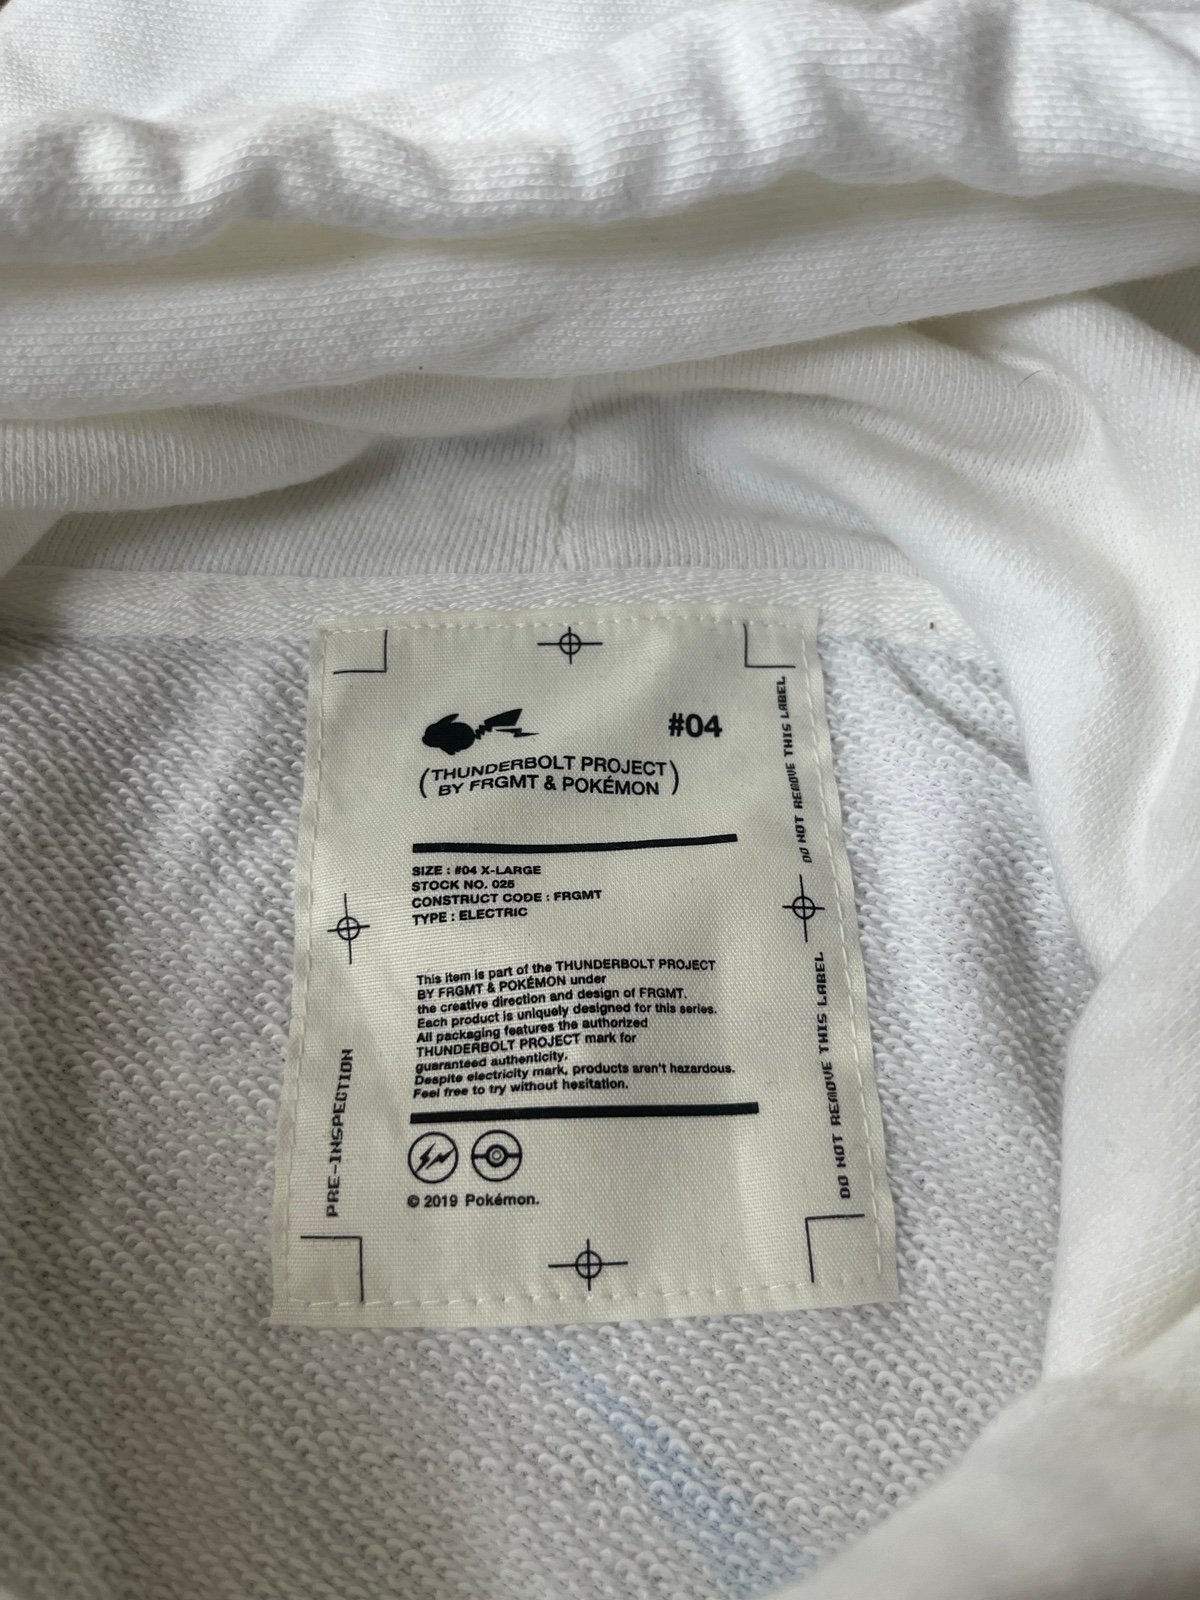 #04
(THUNDERBOLT PROJECT
BY FRGMT & POKÉMON)
SIZE : #04 X-LARGE
STOCK NO. 025
CONSTRUCT CODE : FRGMT
TYPE : ELECTRIC
This item is part of the THUNDERBOLT PROJECT
BY FRGMT & POKÉMON under
the creative direction and design of FRGMT.
Each product is uniquely designed for this series.
All packaging features the authorized
THUNDERBOLT PROJECT mark for
guaranteed authenticity.
Despite electricity mark, products aren't hazardous.
Feel free to try without hesitation.
© 2019 Pokémon.
PRE-INSPECTION
DO NOT REMOVE THIS LABEL
DO NOT REMOVE THIS LABEL